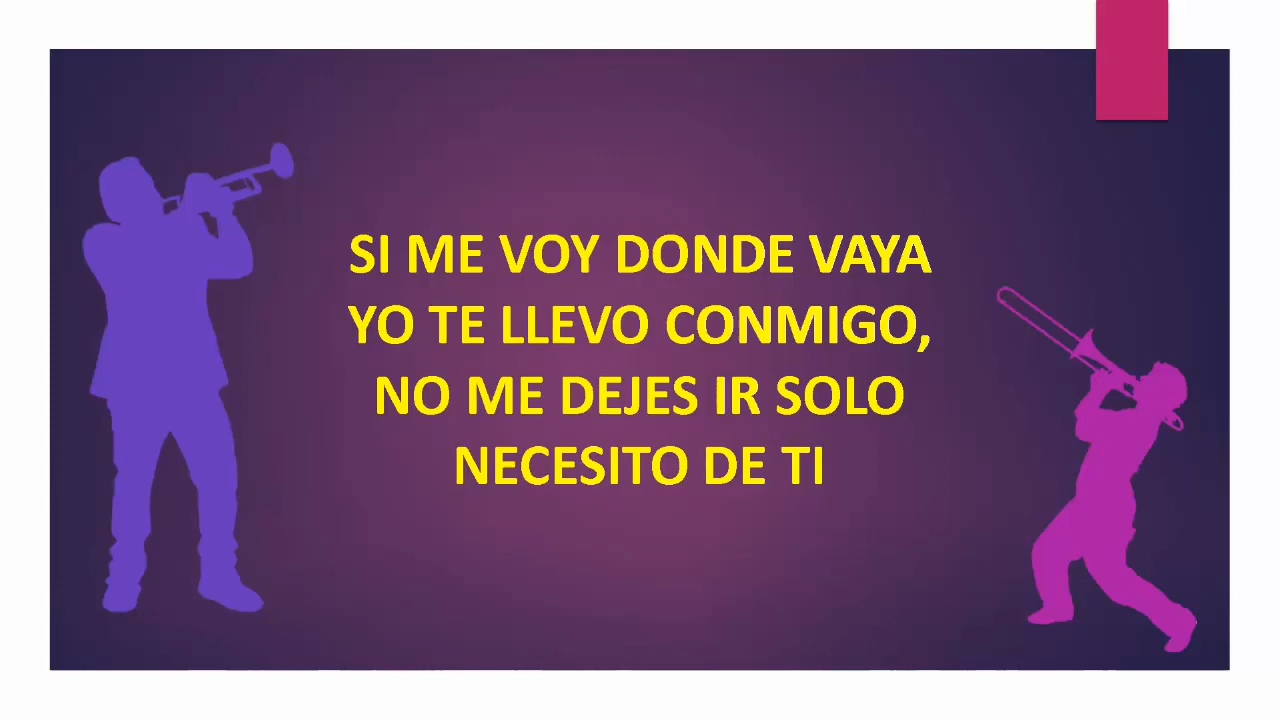 SI ME VOY DONDE VAYA
YO TE LLEVO CONMIGO,
NO ME DEJES IR SOLO
NECESITO DE TI